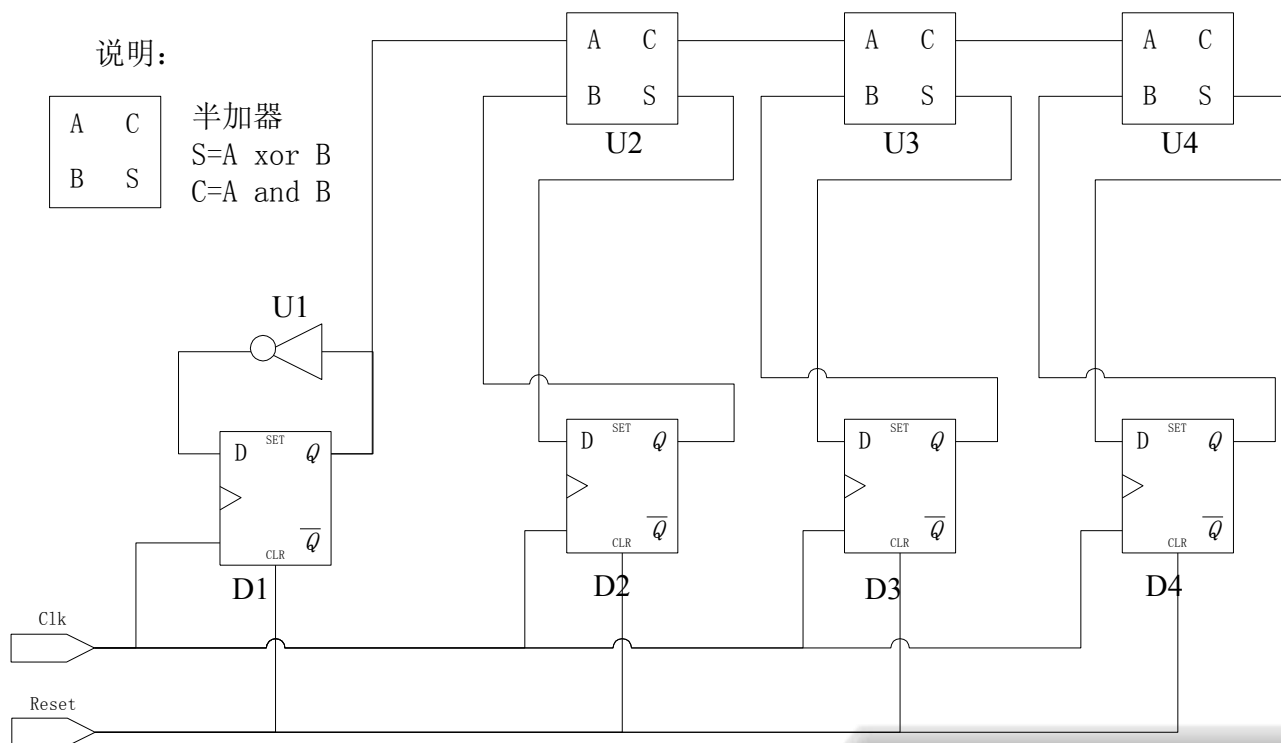 说明：
A C
B S
半加器
S=A xor B
C=A and B
A C
B S
U2
A C
B S
U3
A C
B S
U4
U1
SET
D Q
Q
CLR
D1
SET
D Q
Q
CLR
D2
SET
D Q
Q
CLR
D3
SET
D Q
Q
CLR
D4
Clk
Reset